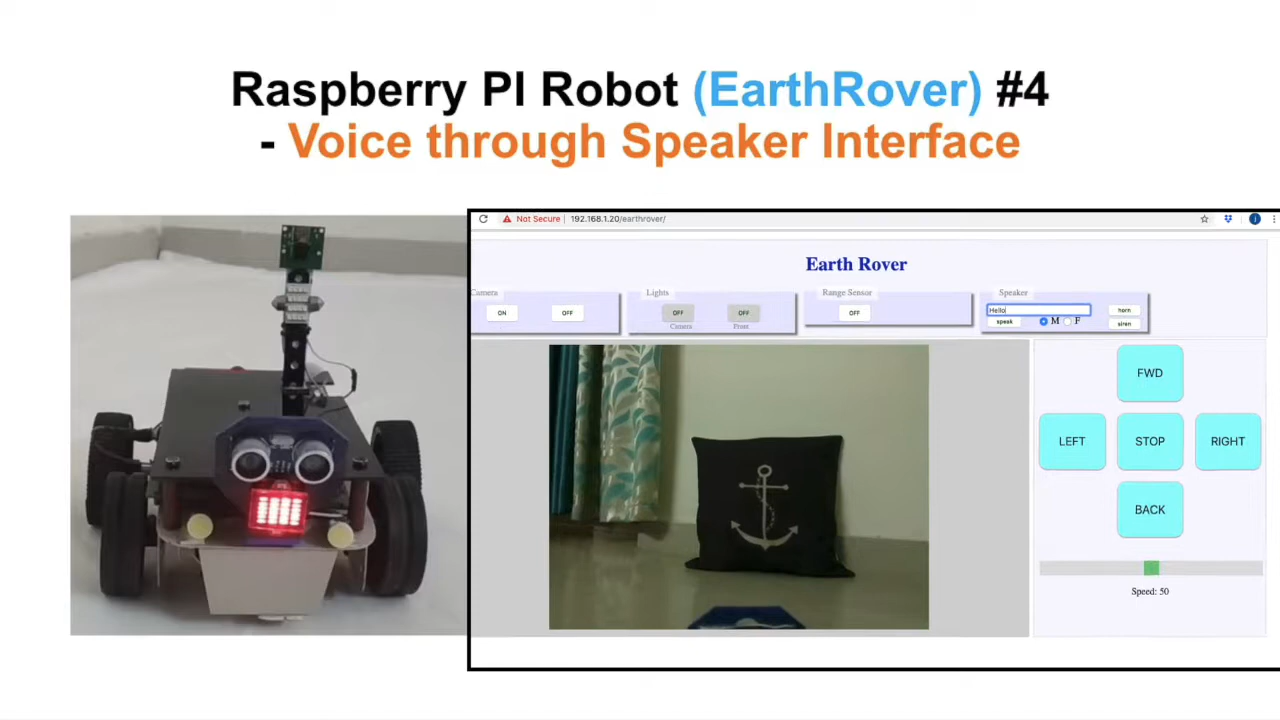 Raspberry PI Robot (EarthRover) #4
- Voice through Speaker Interface
Not Secure | 192.168.1.20/earthrover/
Earth Rover
Camera
Lights
Range Sensor
Speaker
ON
OFF
OFF
OFF
OFF
Hello
horn
speak
M
F
siren
Camera
Front
FWD
LEFT
STOP
RIGHT
BACK
Speed: 50